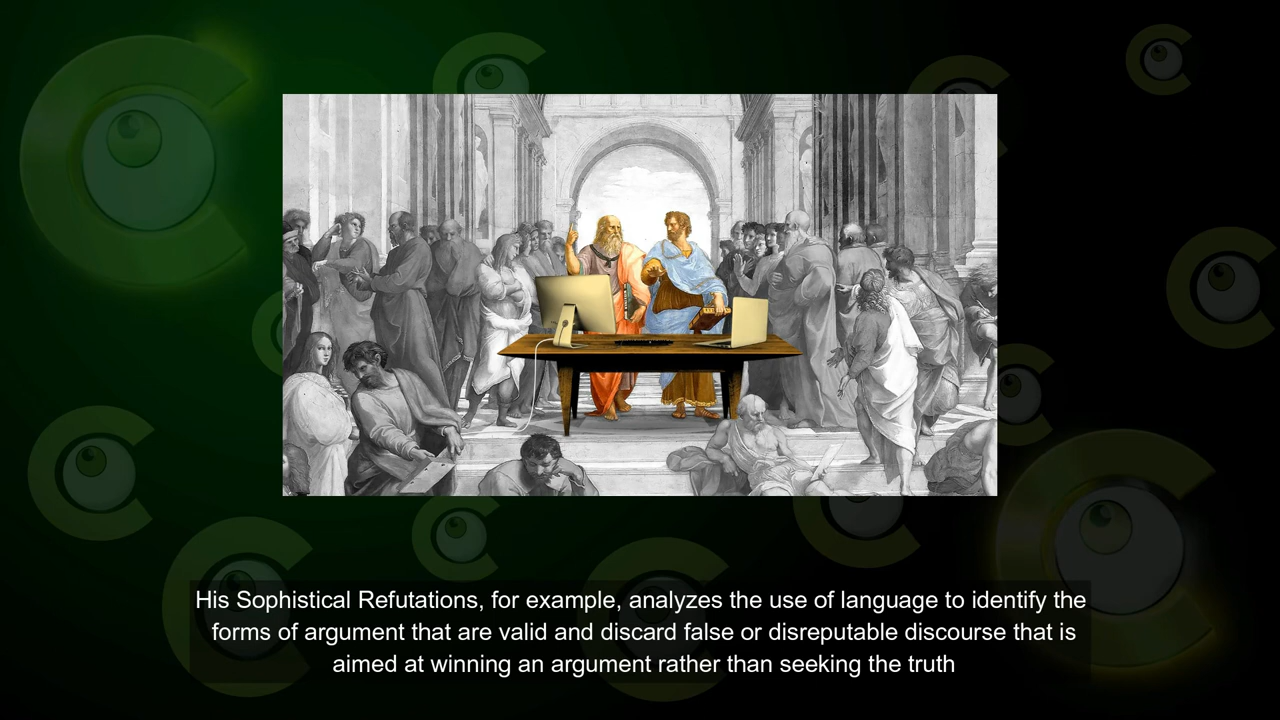 His Sophistical Refutations, for example, analyzes the use of language to identify the
forms of argument that are valid and discard false or disreputable discourse that is
aimed at winning an argument rather than seeking the truth